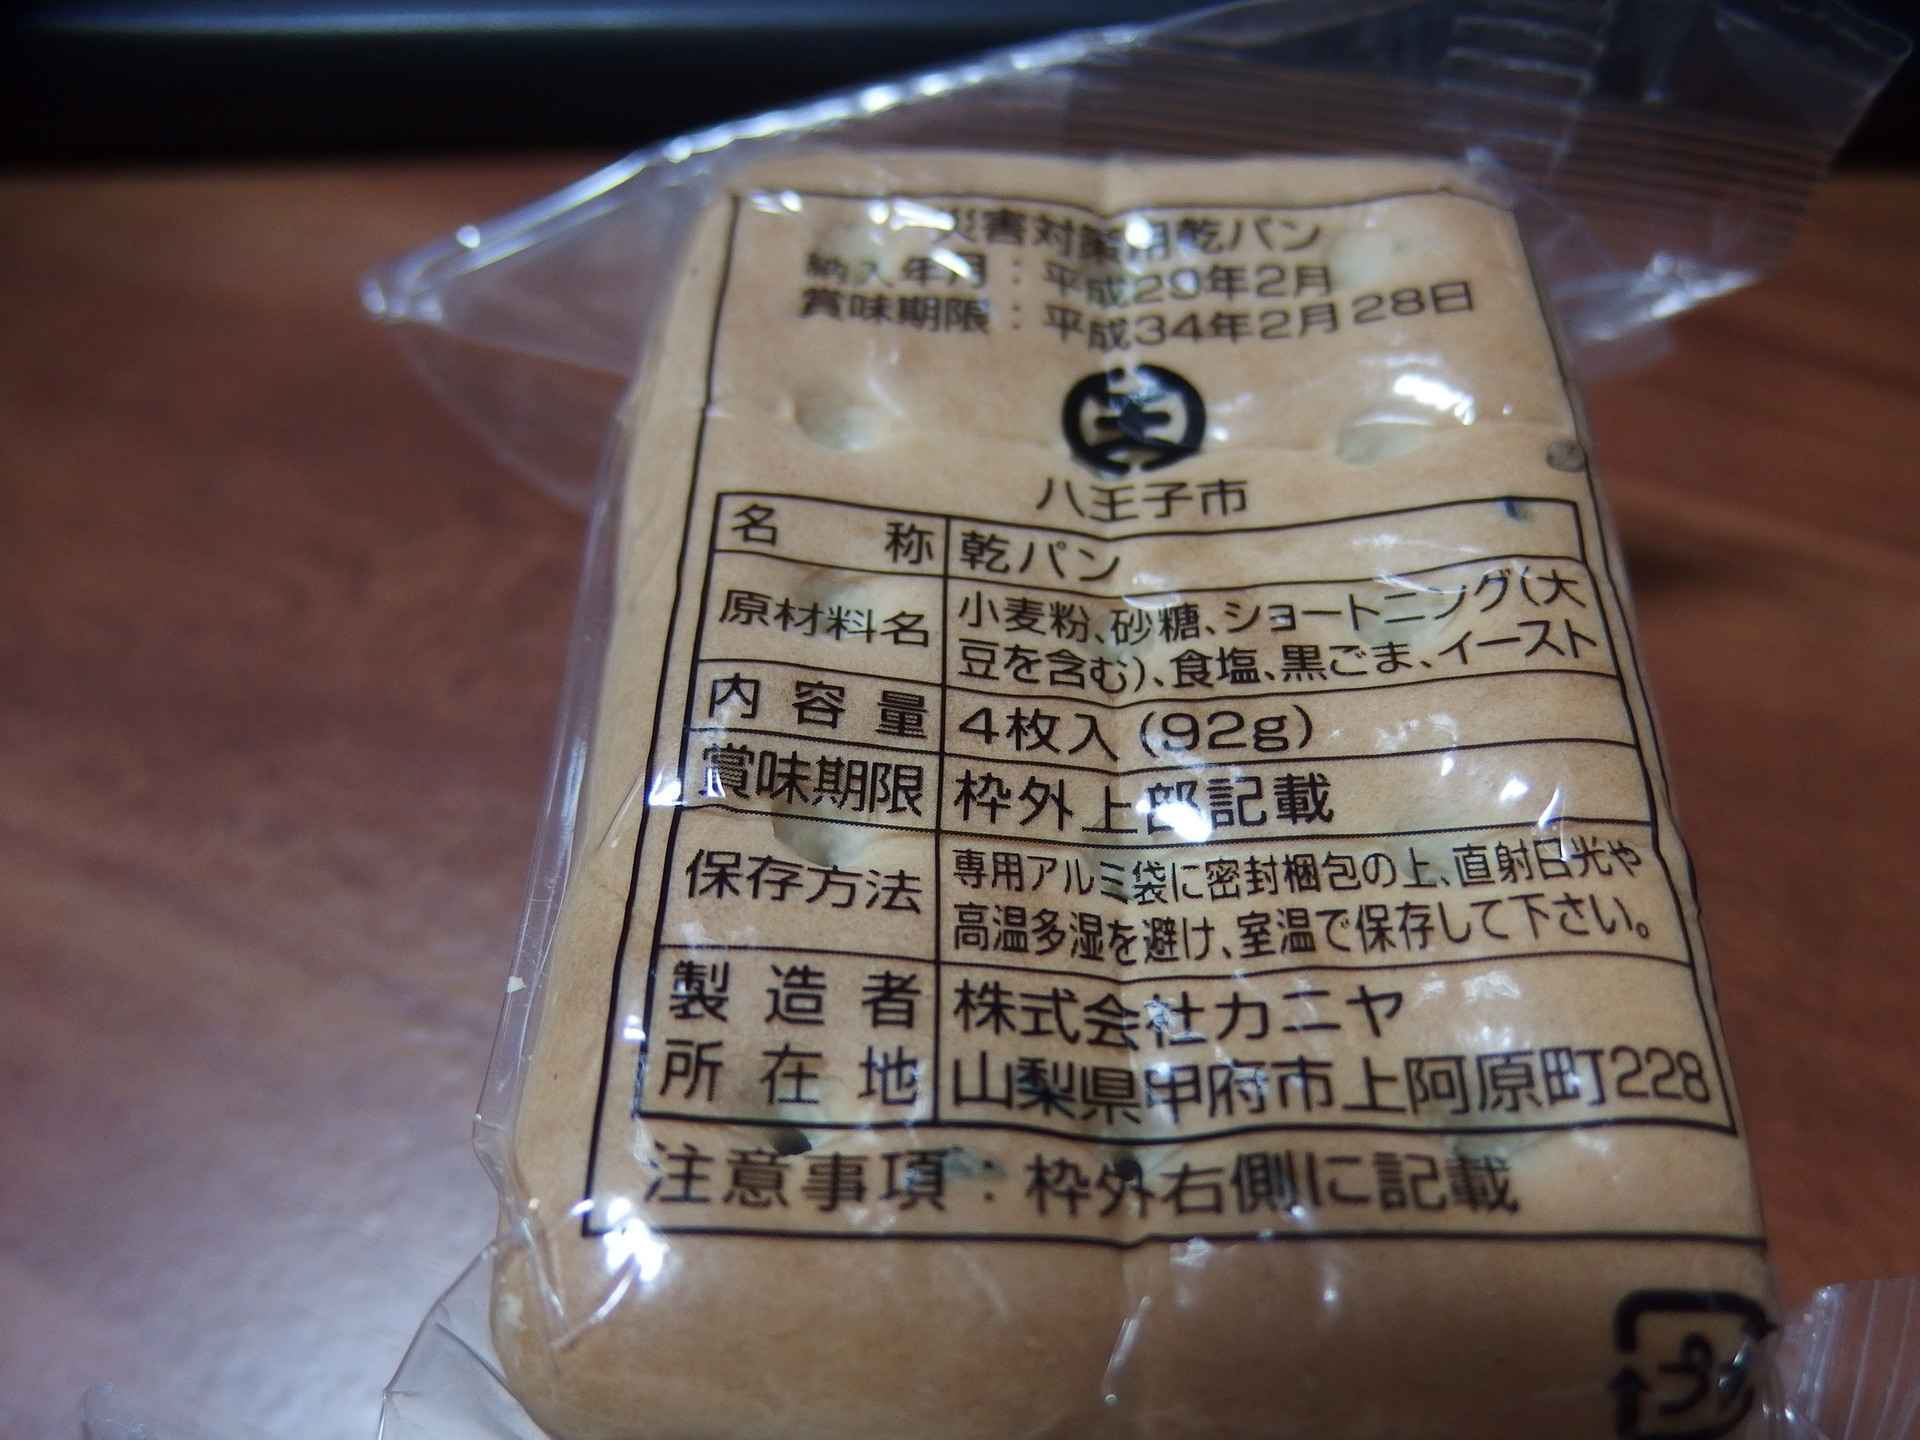 災害対策用乾パン
納入年月：平成29年2月
賞味期限：平成34年2月28日
八王子市
名称 乾パン
原材料名 小麦粉、砂糖、ショートニング(大
豆を含む)、食塩、黒ごま、イースト
内容量 4枚入(92g)
賞味期限 枠外上部記載
保存方法 専用アルミ袋に密封梱包の上、直射日光や
高温多湿を避け、室温で保存して下さい。
製造者 株式会社カニヤ
所在地 山梨県甲府市上阿原町228
注意事項：枠外右側に記載
プラ